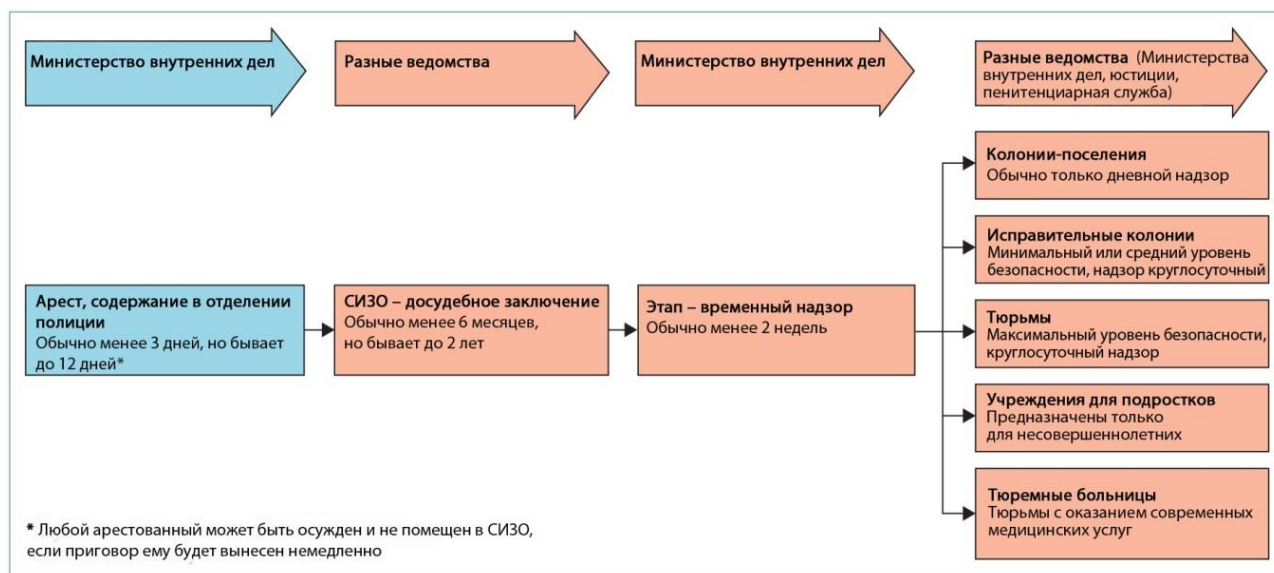 Министерство внутренних дел
Разные ведомства
Министерство внутренних дел
Разные ведомства (Министерства
внутренних дел, юстиции,
пенитенциарная служба)
Арест, содержание в отделении
полиции
Обычно менее 3 дней, но бывает
до 12 дней*
СИЗО – досудебное заключение
Обычно менее 6 месяцев,
но бывает до 2 лет
Этап – временный надзор
Обычно менее 2 недель
Колонии-поселения
Обычно только дневной надзор
Исправительные колонии
Минимальный или средний уровень
безопасности, надзор круглосуточный
Тюрьмы
Максимальный уровень безопасности,
круглосуточный надзор
Учреждения для подростков
Предназначены только
для несовершеннолетних
Тюремные больницы
Тюрьмы с оказанием современных
медицинских услуг
* Любой арестованный может быть осужден и не помещен в СИЗО,
если приговор ему будет вынесен немедленно